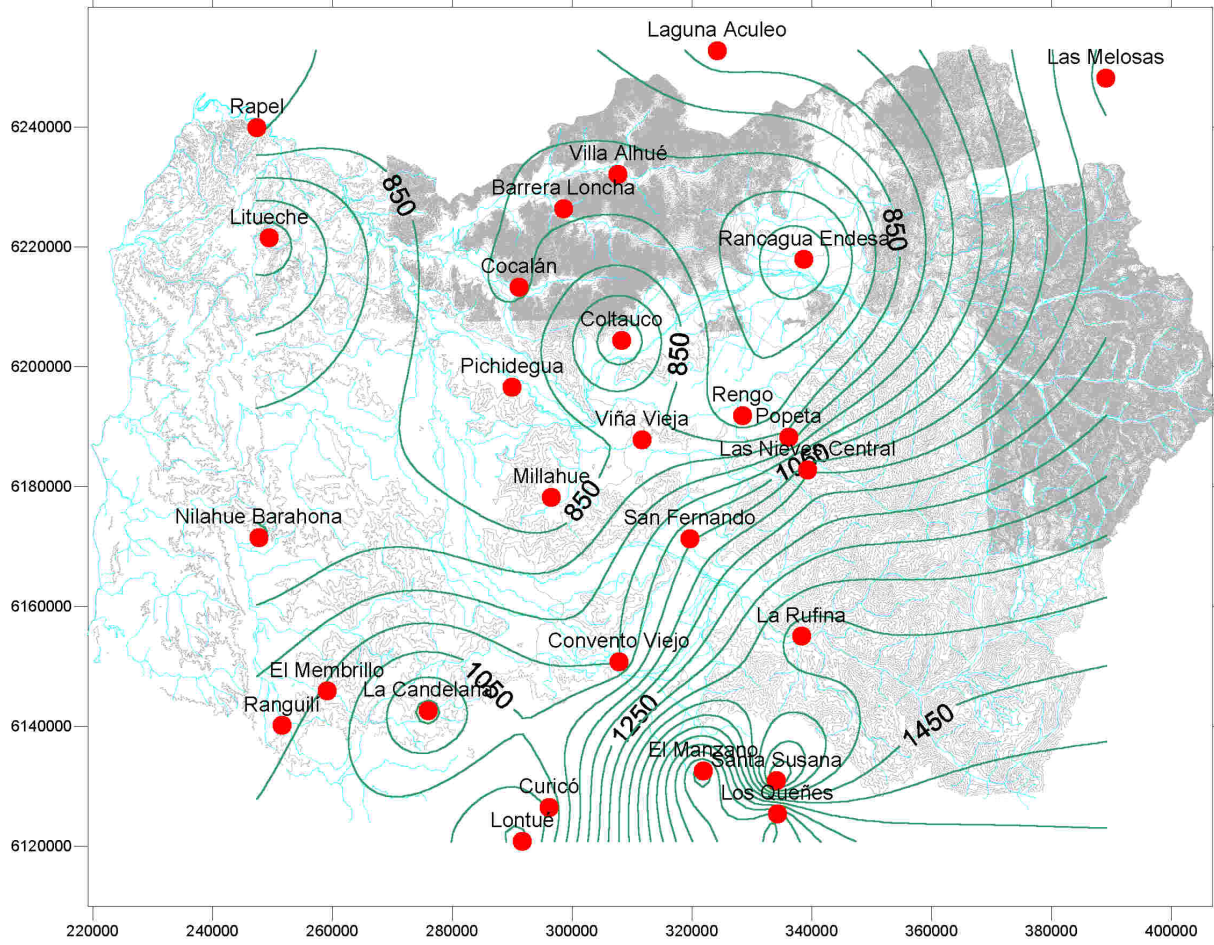 Laguna Aculeo
Las Melosas
Rapel
6240000
Villa Alhué
850
Barrera Loncha
Litueche
850
6220000
Rancagua Endesa
Cocalán
Coltauco
850
6200000
Pichidegua
Rengo
Popeta
Viña Vieja
Las Nieves Central
1050
6180000
Millahue
850
Nilahue Barahona
San Fernando
6160000
La Rufina
Convento Viejo
El Membrillo
La Candelaria
1050
Ranguilí
6140000
1250
1450
El Manzano
Santa Susana
Curicó
Los Queñes
Lontué
6120000
220000 240000 260000 280000 300000 320000 340000 360000 380000 400000